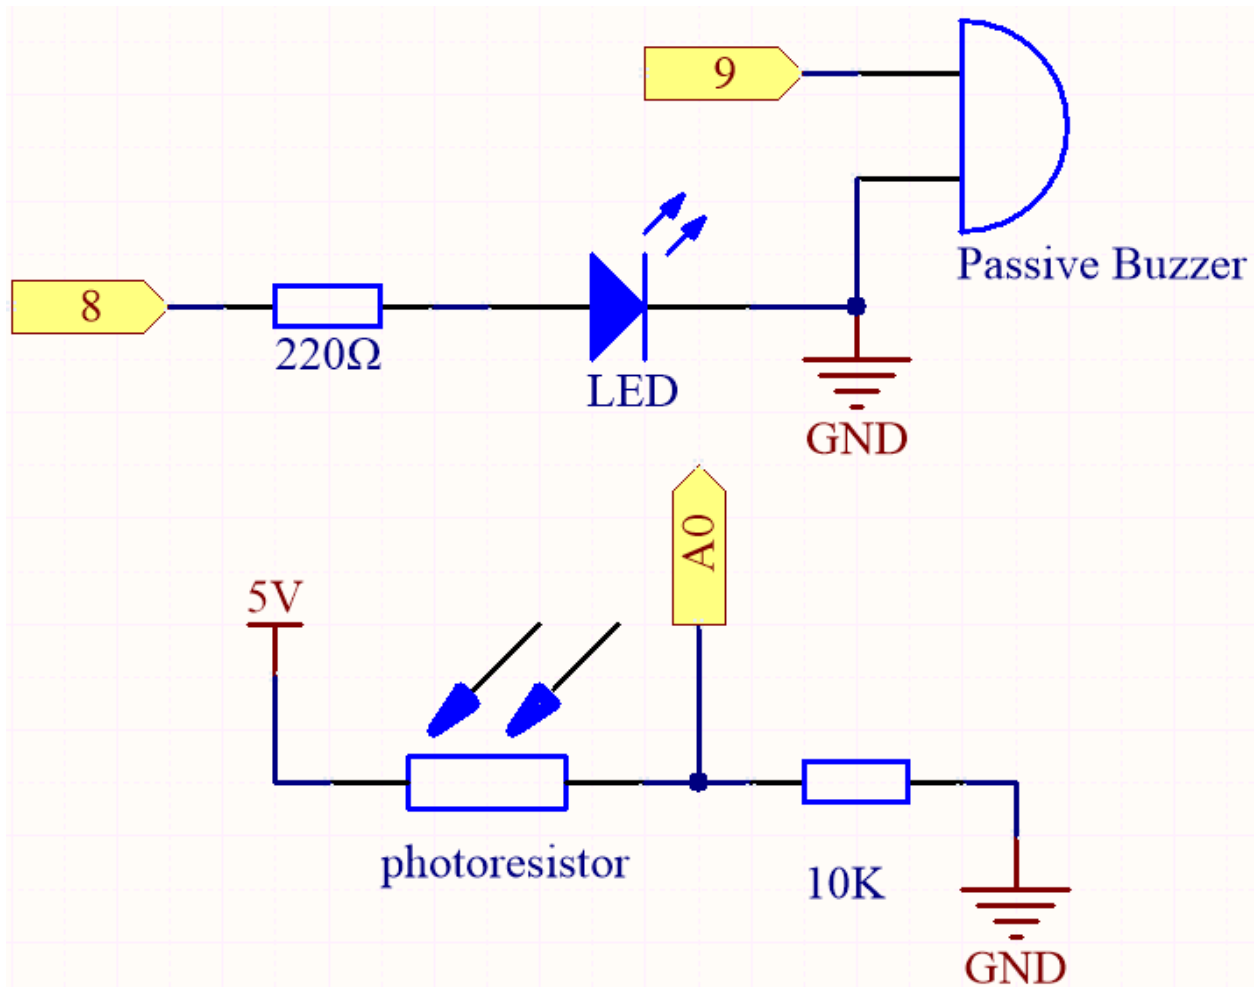 9
Passive Buzzer
8
220Ω
LED
GND
A0
5V
photoresistor
10K
GND